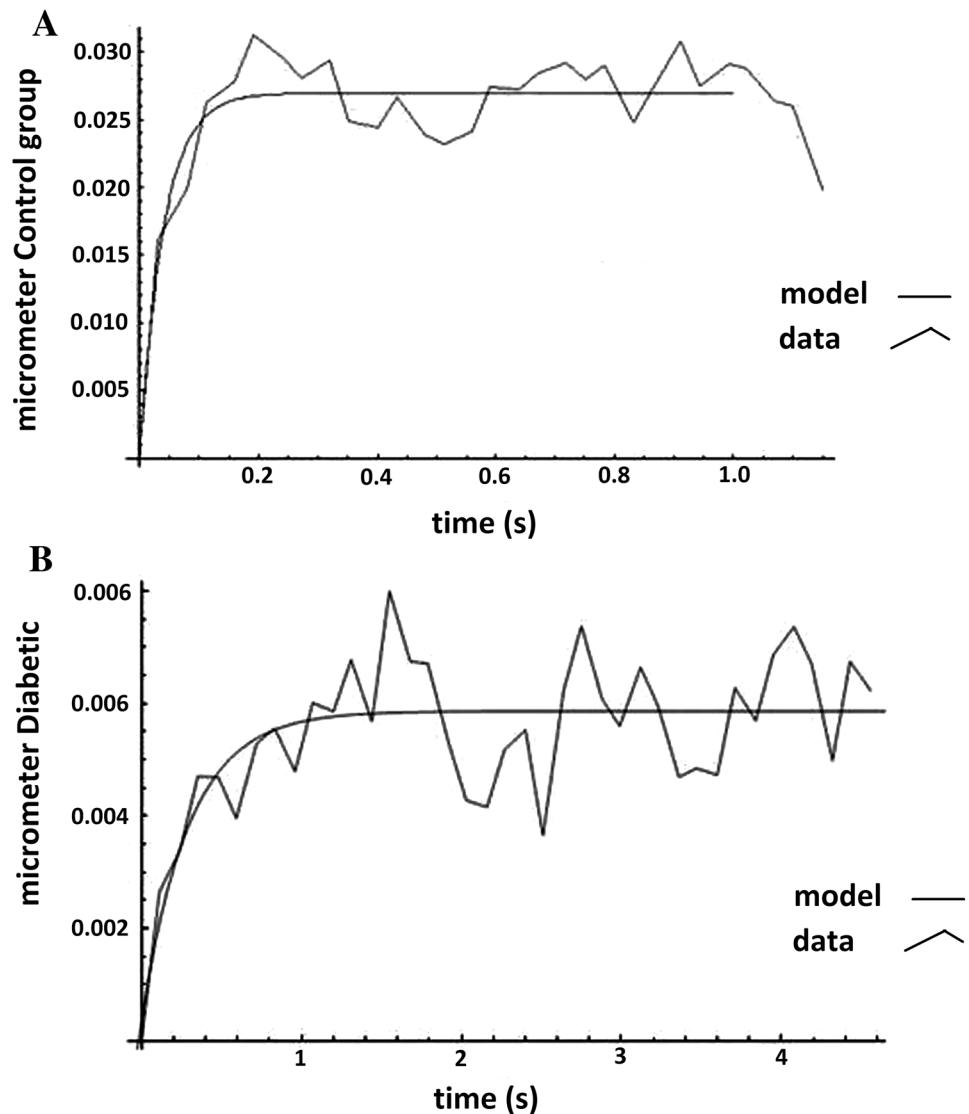 A
micrometer Control group
0.030
0.025
0.020
0.015
0.010
0.005
0.2 0.4 0.6 0.8 1.0
time (s)
model
data
B
micrometer Diabetic
0.006
0.006
0.004
0.002
1 2 3 4
time (s)
model
data